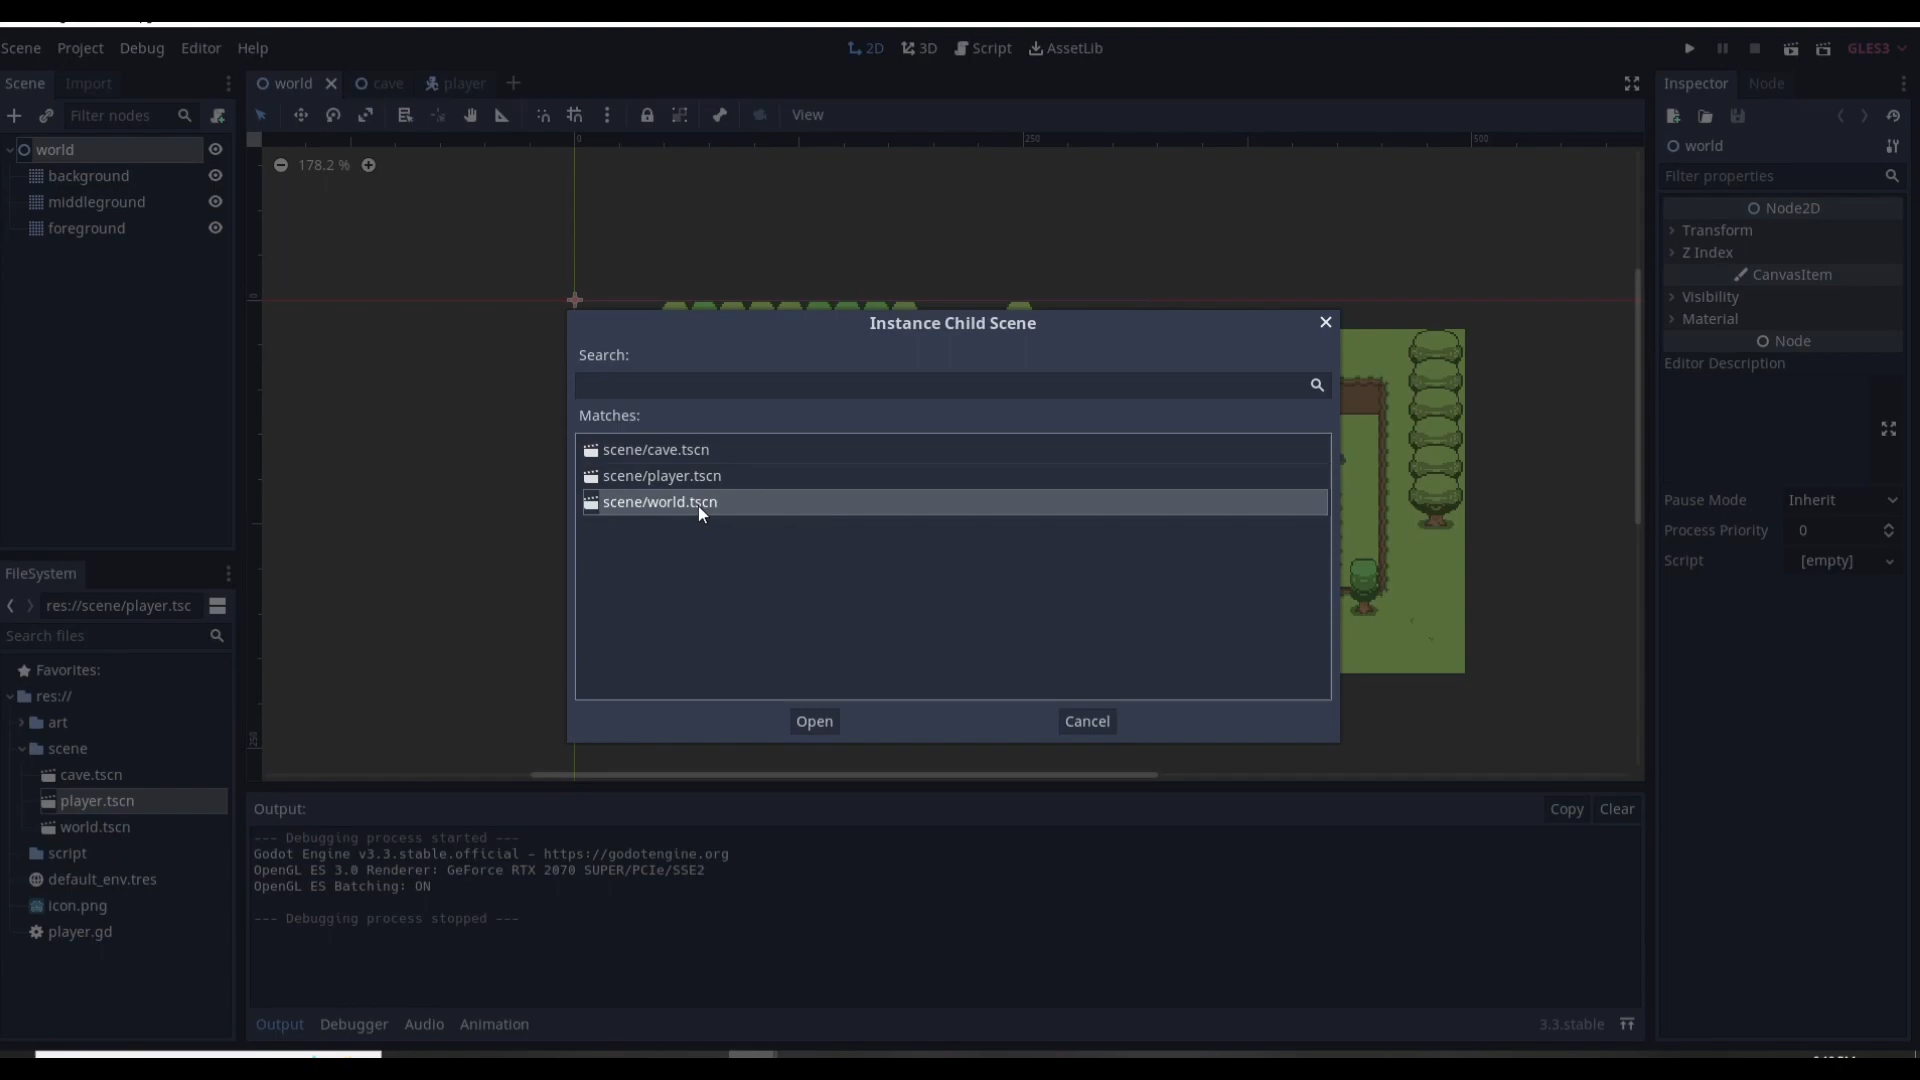 Scene Project Debug Editor Help
2D 3D Script AssetLib
GLES3
Scene Import
world cave player
Inspector Node
Filter nodes
View
world
background
middleground
foreground
0 250 500
178.2 %
0
250
world
Filter properties
Node2D
Transform
Z Index
CanvasItem
Visibility
Material
Node
Editor Description
Pause Mode Inherit
Process Priority 0
Script [empty]
Instance Child Scene
Search:
Matches:
scene/cave.tscn
scene/player.tscn
scene/world.tscn
Open Cancel
FileSystem
res://scene/player.tsc
Search files
Favorites:
res://
art
scene
cave.tscn
player.tscn
world.tscn
script
default_env.tres
icon.png
player.gd
Output:
Copy Clear
--- Debugging process started ---
Godot Engine v3.3.stable.official - https://godotengine.org
OpenGL ES 3.0 Renderer: GeForce RTX 2070 SUPER/PCIe/SSE2
OpenGL ES Batching: ON
--- Debugging process stopped ---
Output Debugger Audio Animation
3.3.stable